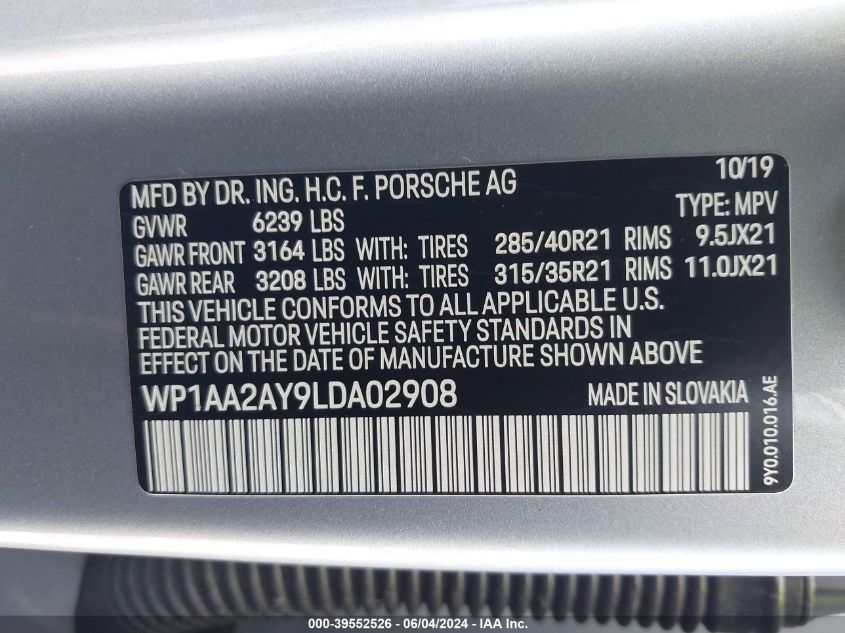 MFD BY DR. ING. H.C. F. PORSCHE AG 10/19
GVWR 6239 LBS TYPE: MPV
GAWR FRONT 3164 LBS WITH: TIRES 285/40R21 RIMS 9.5JX21
GAWR REAR 3208 LBS WITH: TIRES 315/35R21 RIMS 11.0JX21
THIS VEHICLE CONFORMS TO ALL APPLICABLE U.S.
FEDERAL MOTOR VEHICLE SAFETY STANDARDS IN
EFFECT ON THE DATE OF MANUFACTURE SHOWN ABOVE
WP1AA2AY9LDA02908 MADE IN SLOVAKIA
9Y0.010.016.AE
000-39552526 - 06/04/2024 - IAA Inc.